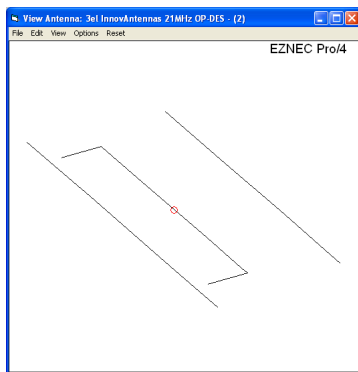 View Antenna: 3el InnovAntennas 21MHz OP-DES - (2)
File Edit View Options Reset
EZNEC Pro/4